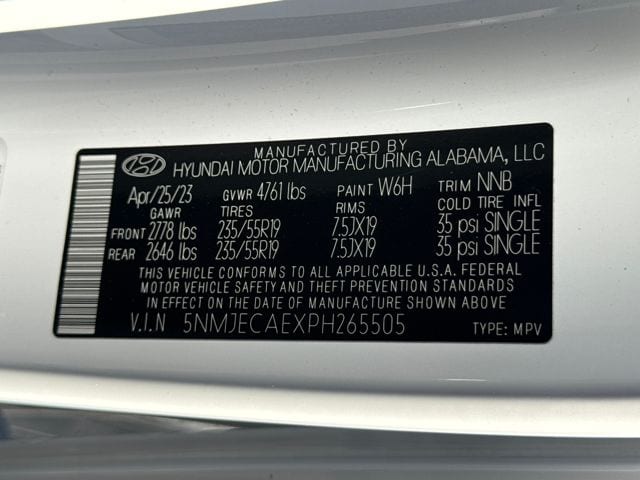 MANUFACTURED BY
HYUNDAI MOTOR MANUFACTURING ALABAMA, LLC
Apr/25/23 GVWR 4761 lbs PAINT W6H TRIM NNB
GAWR TIRES RIMS COLD TIRE INFL
FRONT 2778 lbs 235/55R19 7.5JX19 35 psi SINGLE
REAR 2646 lbs 235/55R19 7.5JX19 35 psi SINGLE
THIS VEHICLE CONFORMS TO ALL APPLICABLE U.S.A. FEDERAL
MOTOR VEHICLE SAFETY AND THEFT PREVENTION STANDARDS
IN EFFECT ON THE DATE OF MANUFACTURE SHOWN ABOVE
V.I.N 5NMJECAEXPH265505 TYPE: MPV